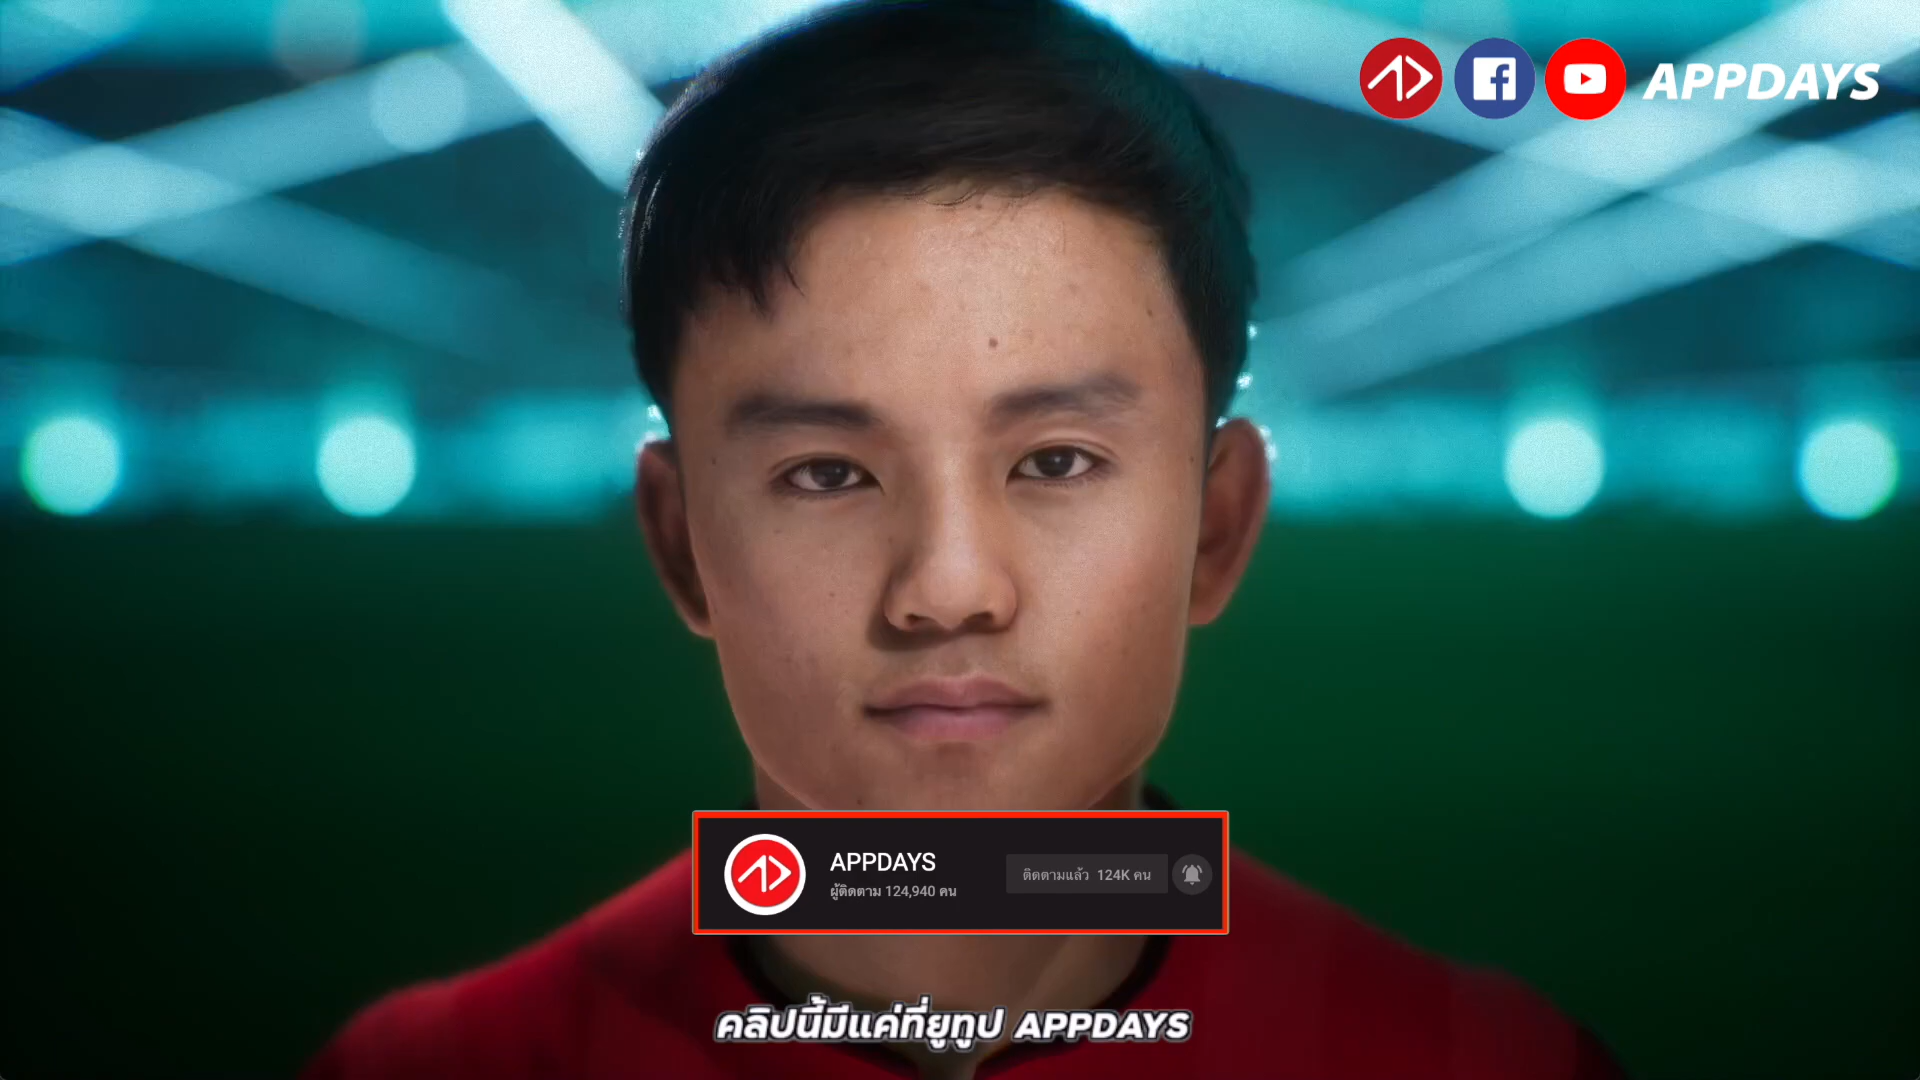 APPDAYS
APPDAYS
ผู้ติดตาม 124,940 คน
ติดตามแล้ว 124K คน
คลิปนี้มีแค่ที่ยูทูป APPDAYS